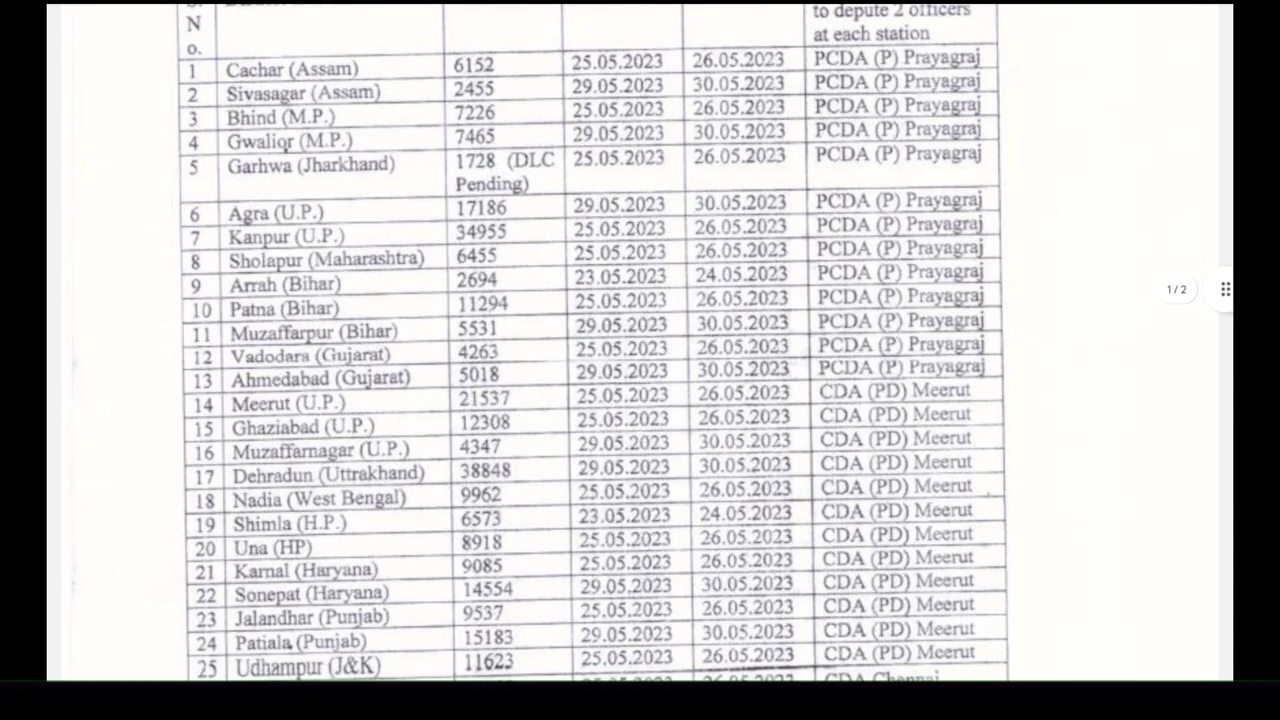 N
o.
to depute 2 officers
at each station
1 Cachar (Assam) 6152 25.05.2023 26.05.2023 PCDA (P) Prayagraj
2 Sivasagar (Assam) 2455 29.05.2023 30.05.2023 PCDA (P) Prayagraj
3 Bhind (M.P.) 7226 25.05.2023 26.05.2023 PCDA (P) Prayagraj
4 Gwalior (M.P.) 7465 29.05.2023 30.05.2023 PCDA (P) Prayagraj
5 Garhwa (Jharkhand) 1728 (DLC 25.05.2023 26.05.2023 PCDA (P) Prayagraj
Pending)
6 Agra (U.P.) 17186 29.05.2023 30.05.2023 PCDA (P) Prayagraj
7 Kanpur (U.P.) 34955 25.05.2023 26.05.2023 PCDA (P) Prayagraj
8 Sholapur (Maharashtra) 6455 25.05.2023 26.05.2023 PCDA (P) Prayagraj
9 Arrah (Bihar) 2694 23.05.2023 24.05.2023 PCDA (P) Prayagraj
10 Patna (Bihar) 11294 25.05.2023 26.05.2023 PCDA (P) Prayagraj
11 Muzaffarpur (Bihar) 5531 29.05.2023 30.05.2023 PCDA (P) Prayagraj
12 Vadodara (Gujarat) 4263 25.05.2023 26.05.2023 PCDA (P) Prayagraj
13 Ahmedabad (Gujarat) 5018 29.05.2023 30.05.2023 PCDA (P) Prayagraj
14 Meerut (U.P.) 21537 25.05.2023 26.05.2023 CDA (PD) Meerut
15 Ghaziabad (U.P.) 12308 25.05.2023 26.05.2023 CDA (PD) Meerut
16 Muzaffarnagar (U.P.) 4347 29.05.2023 30.05.2023 CDA (PD) Meerut
17 Dehradun (Uttrakhand) 38848 29.05.2023 30.05.2023 CDA (PD) Meerut
18 Nadia (West Bengal) 9962 25.05.2023 26.05.2023 CDA (PD) Meerut
19 Shimla (H.P.) 6573 23.05.2023 24.05.2023 CDA (PD) Meerut
20 Una (HP) 8918 25.05.2023 26.05.2023 CDA (PD) Meerut
21 Karnal (Haryana) 9085 25.05.2023 26.05.2023 CDA (PD) Meerut
22 Sonepat (Haryana) 14554 29.05.2023 30.05.2023 CDA (PD) Meerut
23 Jalandhar (Punjab) 9537 25.05.2023 26.05.2023 CDA (PD) Meerut
24 Patiala (Punjab) 15183 29.05.2023 30.05.2023 CDA (PD) Meerut
25 Udhampur (J&K) 11623 25.05.2023 26.05.2023 CDA (PD) Meerut
CDA Chennai
1/2